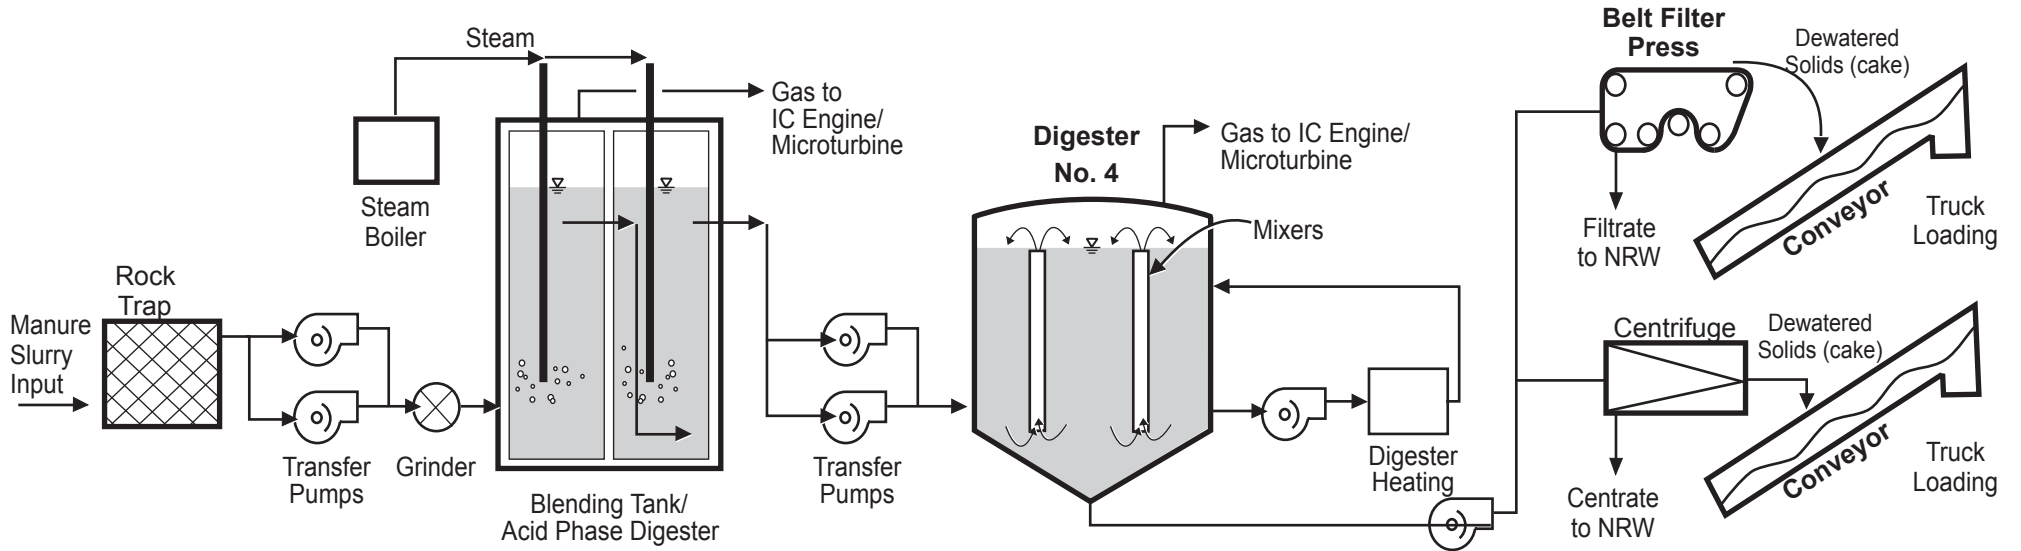 Steam
Gas to
IC Engine/
Microturbine
Steam
Boiler
Rock
Trap
Manure
Slurry
Input
Transfer
Pumps
Grinder
Blending Tank/
Acid Phase Digester
Transfer
Pumps
Digester
No. 4
Gas to IC Engine/
Microturbine
Mixers
Digester
Heating
Belt Filter
Press
Dewatered
Solids (cake)
Filtrate
to NRW
Conveyor
Truck
Loading
Centrifuge
Dewatered
Solids (cake)
Centrate
to NRW
Conveyor
Truck
Loading